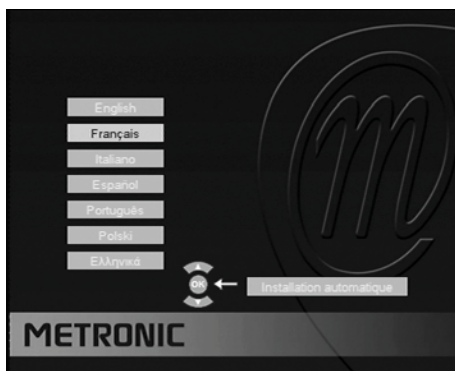 English
Français
Italiano
Español
Português
Polski
Ελληνικά
OK
Installation automatique
METRONIC